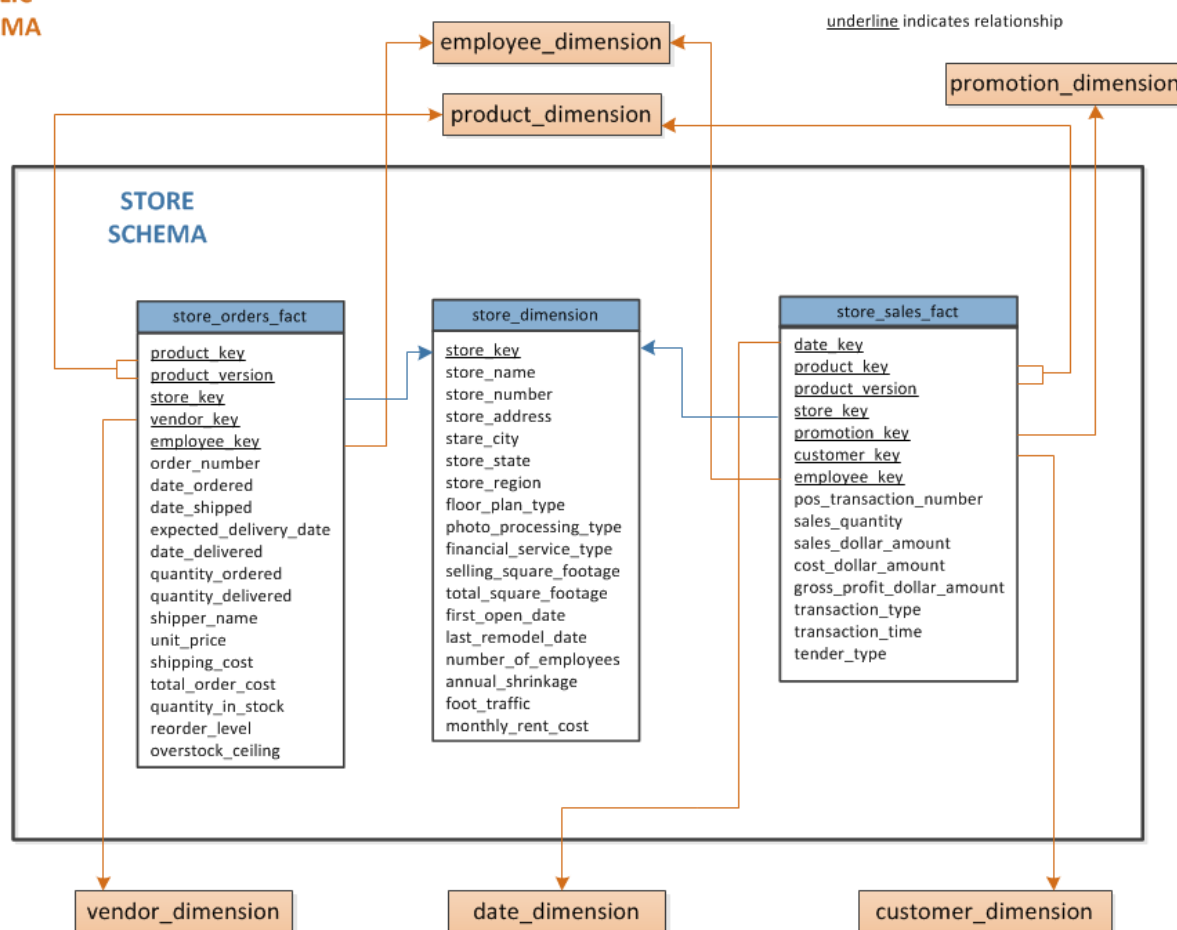 MA
underline indicates relationship
employee_dimension
promotion_dimension
product_dimension
STORE
SCHEMA
store_orders_fact
product_key
product_version
store_key
vendor_key
employee_key
order_number
date_ordered
date_shipped
expected_delivery_date
date_delivered
quantity_ordered
quantity_delivered
shipper_name
unit_price
shipping_cost
total_order_cost
quantity_in_stock
reorder_level
overstock_ceiling
store_dimension
store_key
store_name
store_number
store_address
stare_city
store_state
store_region
floor_plan_type
photo_processing_type
financial_service_type
selling_square_footage
total_square_footage
first_open_date
last_remodel_date
number_of_employees
annual_shrinkage
foot_traffic
monthly_rent_cost
store_sales_fact
date_key
product_key
product_version
store_key
promotion_key
customer_key
employee_key
pos_transaction_number
sales_quantity
sales_dollar_amount
cost_dollar_amount
gross_profit_dollar_amount
transaction_type
transaction_time
tender_type
vendor_dimension
date_dimension
customer_dimension